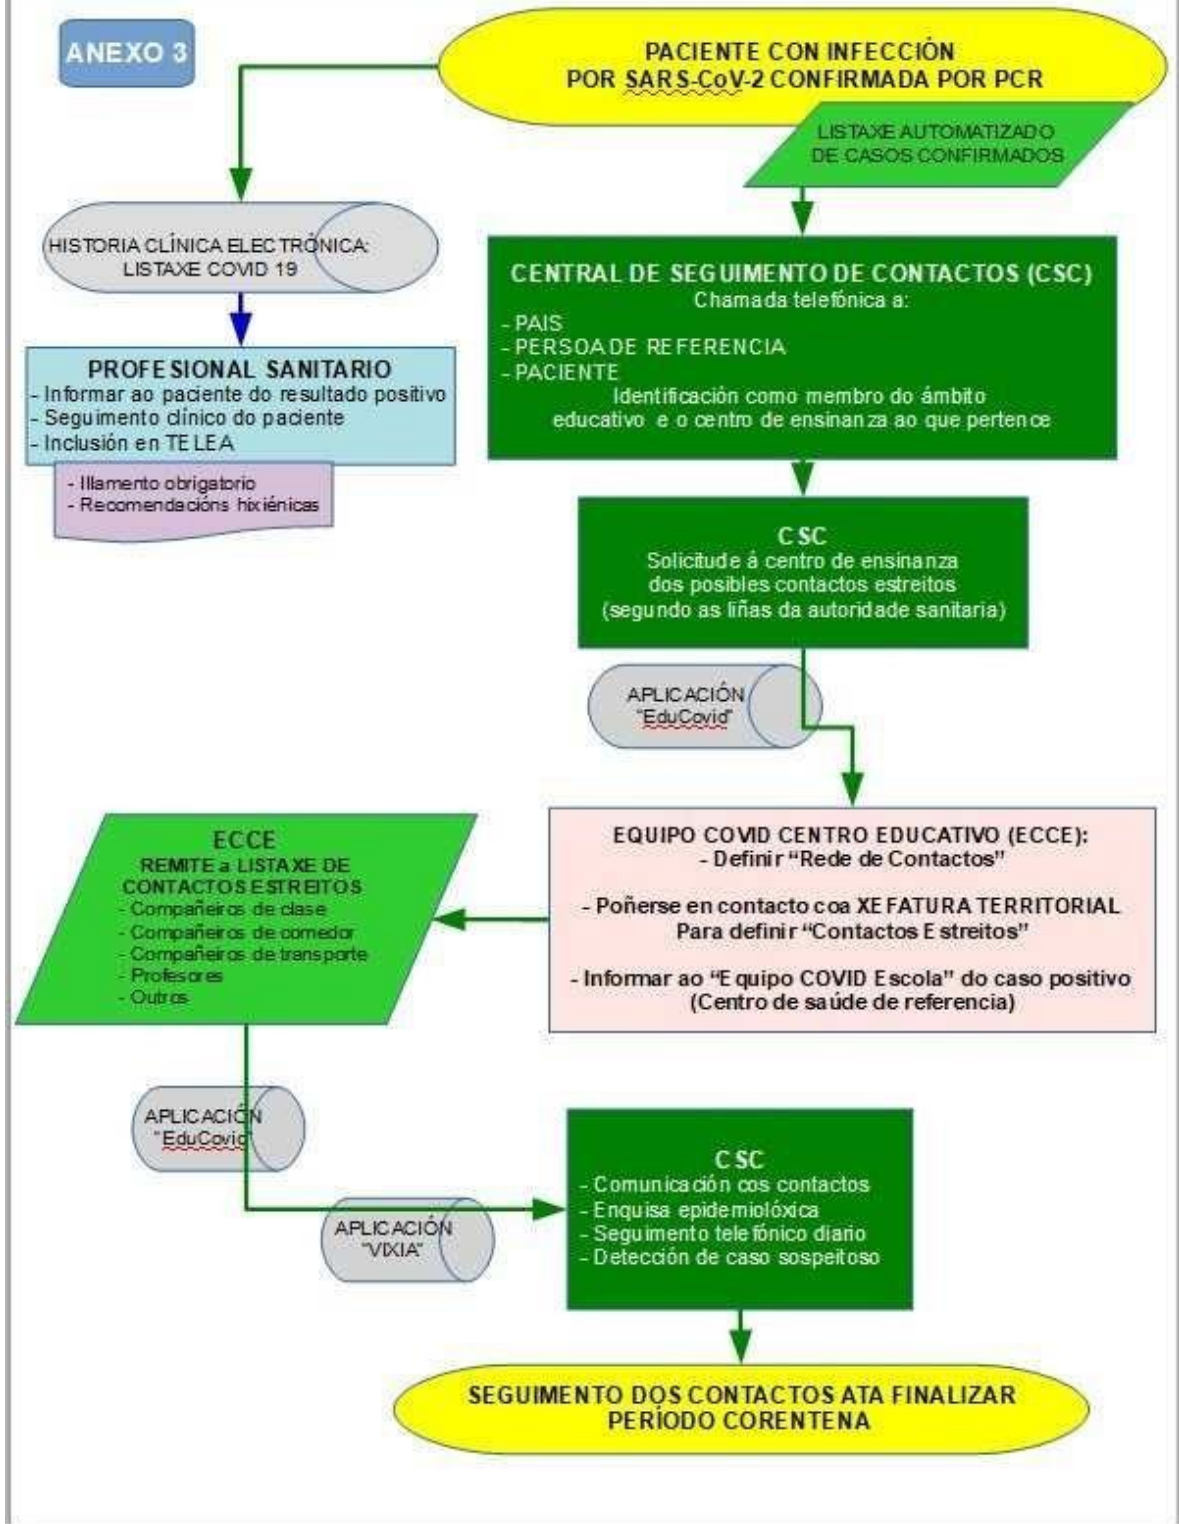 ANEXO 3
PACIENTE CON INFECCIÓN
POR SARS-CoV-2 CONFIRMADA POR PCR
LISTAXE AUTOMATIZADO
DE CASOS CONFIRMADOS
HISTORIA CLÍNICA ELECTRÓNICA:
LISTAXE COVID 19
PROFESIONAL SANITARIO
- Informar ao paciente do resultado positivo
- Seguimento clínico do paciente
- Inclusión en TELEA
- Illamento obrigatorio
- Recomendacións hixiénicas
CENTRAL DE SEGUIMENTO DE CONTACTOS (CSC)
Chamada telefónica a:
- PAIS
- PERSOA DE REFERENCIA
- PACIENTE
Identificación como membro do ámbito
educativo e o centro de ensinanza ao que pertence
CSC
Solicitude á centro de ensinanza
dos posibles contactos estreitos
(segundo as liñas da autoridade sanitaria)
APLICACIÓN
"EduCovid"
EQUIPO COVID CENTRO EDUCATIVO (ECCE):
- Definir “Rede de Contactos”
- Poñerse en contacto coa XEFATURA TERRITORIAL
Para definir “Contactos Estreitos”
- Informar ao “Equipo COVID Escola” do caso positivo
(Centro de saúde de referencia)
ECCE
REMITE a LISTAXE DE
CONTACTOS ESTREITOS
- Compañeiros de clase
- Compañeiros de comedor
- Compañeiros de transporte
- Profesores
- Outros
APLICACIÓN
"EduCovid"
APLICACIÓN
"VIXIA"
CSC
- Comunicación cos contactos
- Enquisa epidemiolóxica
- Seguimento telefónico diario
- Detección de caso sospeitoso
SEGUIMENTO DOS CONTACTOS ATA FINALIZAR
PERÍODO CORENTENA